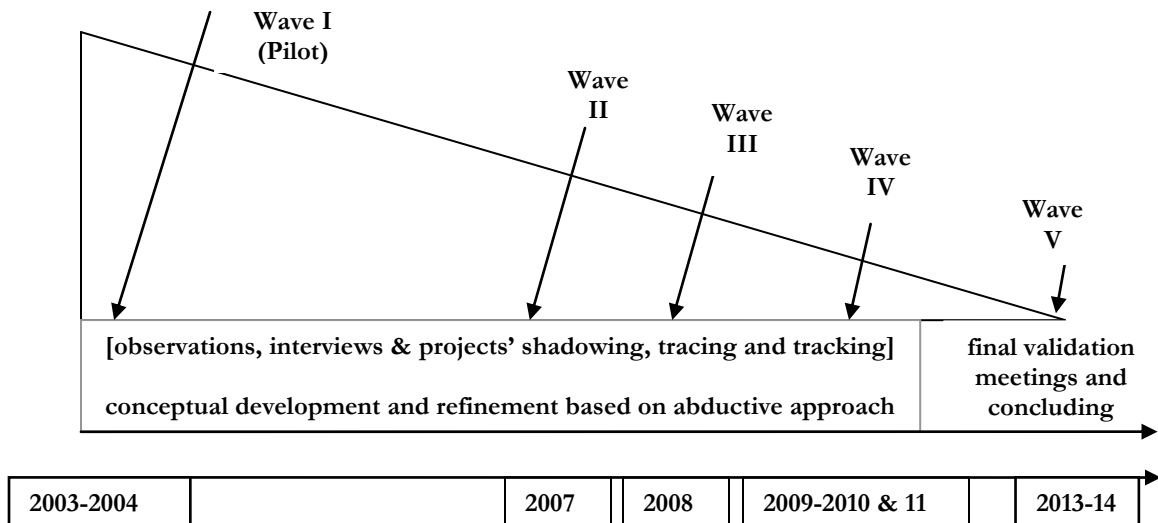 Wave I
(Pilot)
Wave
II
Wave
III
Wave
IV
Wave
V
[observations, interviews & projects' shadowing, tracing and tracking]
conceptual development and refinement based on abductive approach
final validation
meetings and
concluding
2003-2004
2007
2008
2009-2010 & 11
2013-14